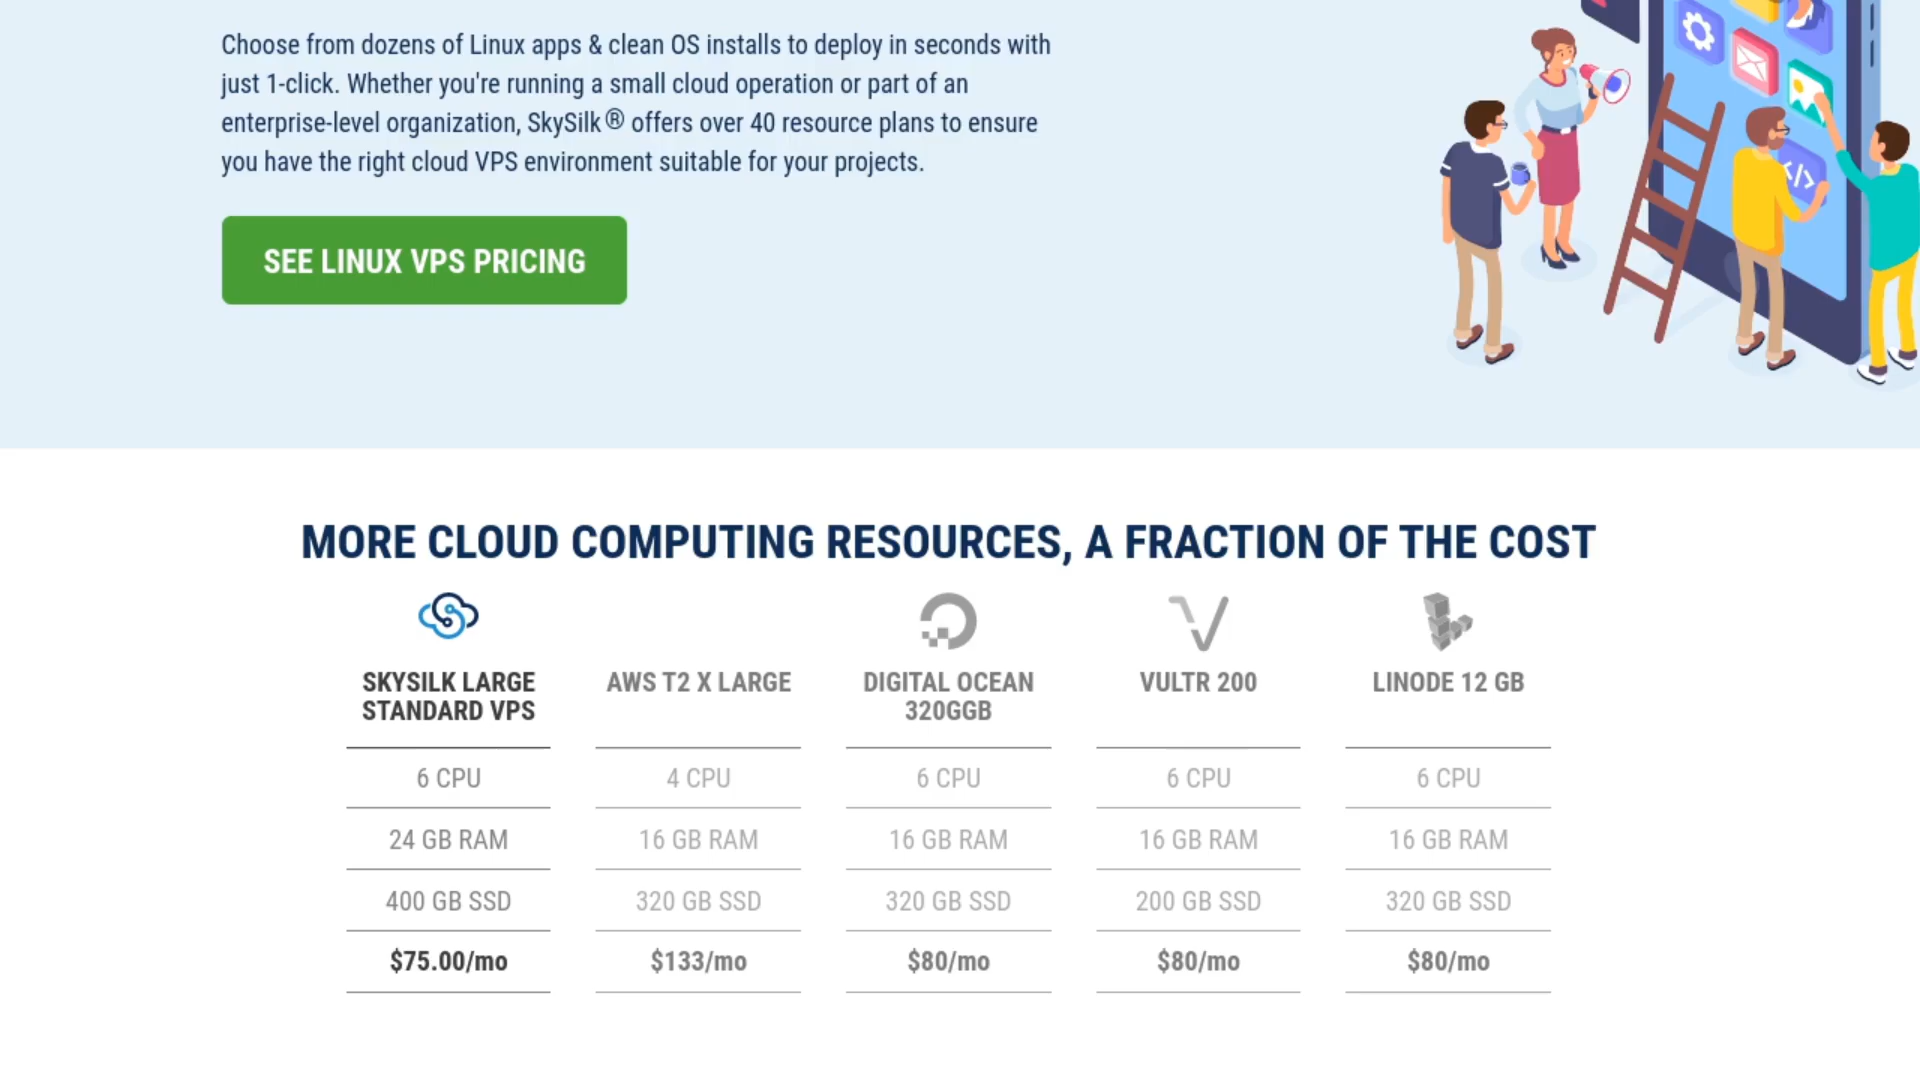 Choose from dozens of Linux apps & clean OS installs to deploy in seconds with
just 1-click. Whether you're running a small cloud operation or part of an
enterprise-level organization, SkySilk® offers over 40 resource plans to ensure
you have the right cloud VPS environment suitable for your projects.
SEE LINUX VPS PRICING
</>
MORE CLOUD COMPUTING RESOURCES, A FRACTION OF THE COST
SKYSILK LARGE
STANDARD VPS
6 CPU
24 GB RAM
400 GB SSD
$75.00/mo
AWS T2 X LARGE
4 CPU
16 GB RAM
320 GB SSD
$133/mo
DIGITAL OCEAN
320GGB
6 CPU
16 GB RAM
320 GB SSD
$80/mo
VULTR 200
6 CPU
16 GB RAM
200 GB SSD
$80/mo
LINODE 12 GB
6 CPU
16 GB RAM
320 GB SSD
$80/mo